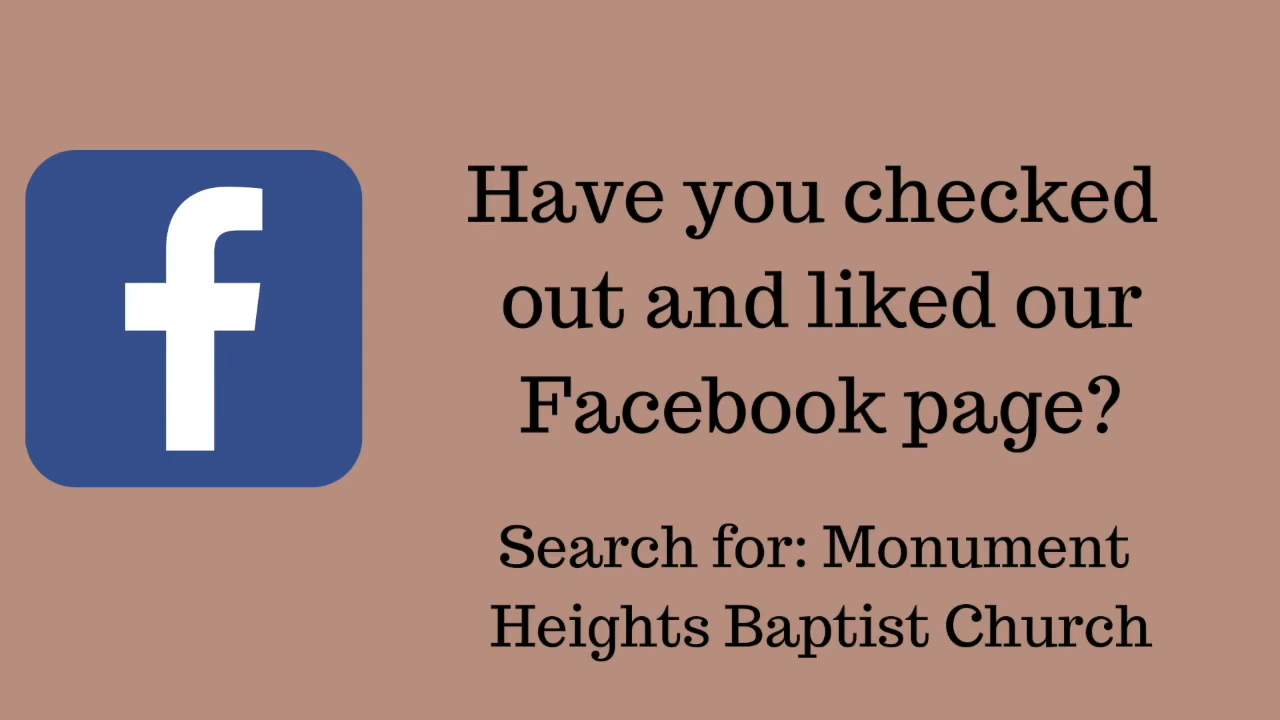 Have you checked
out and liked our
Facebook page?
Search for: Monument
Heights Baptist Church